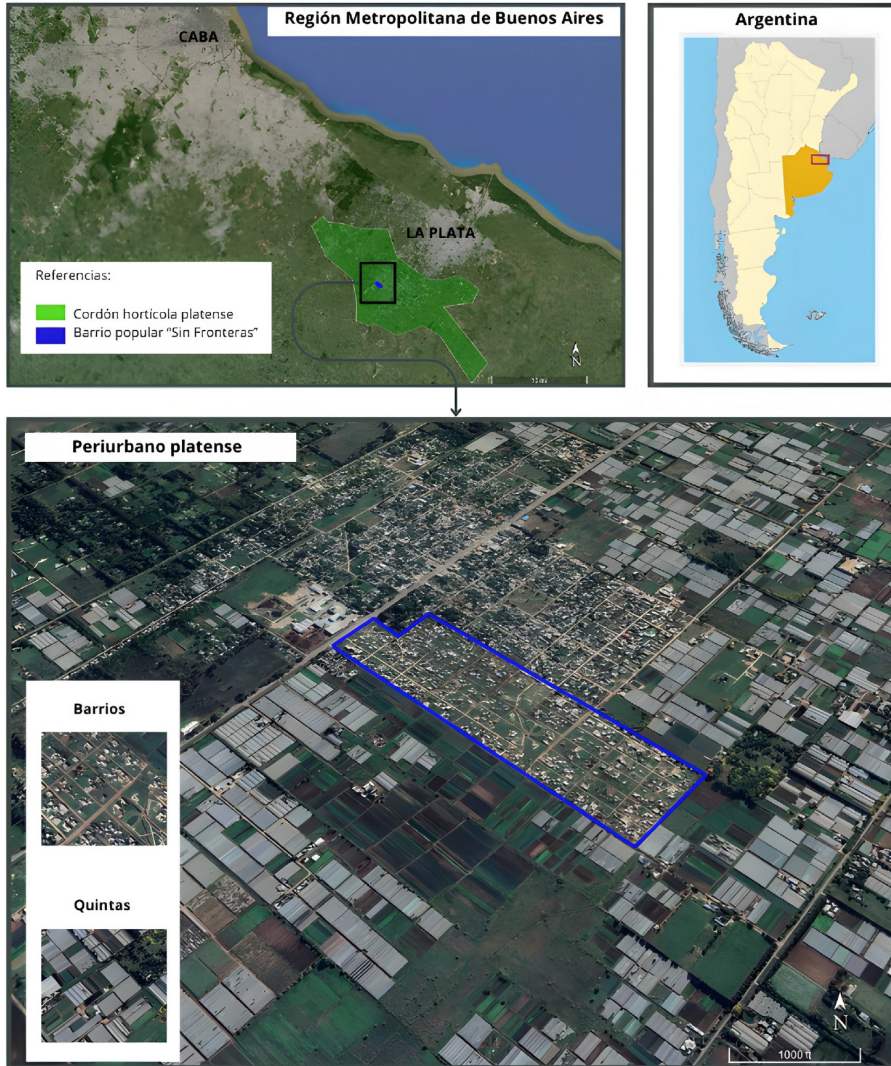 Región Metropolitana de Buenos Aires
Argentina
CABA
LA PLATA
Referencias:
Cordón hortícola platense
Barrio popular “Sin Fronteras”
N
Periurbano platense
Barrios
Quintas
N
1000 ft